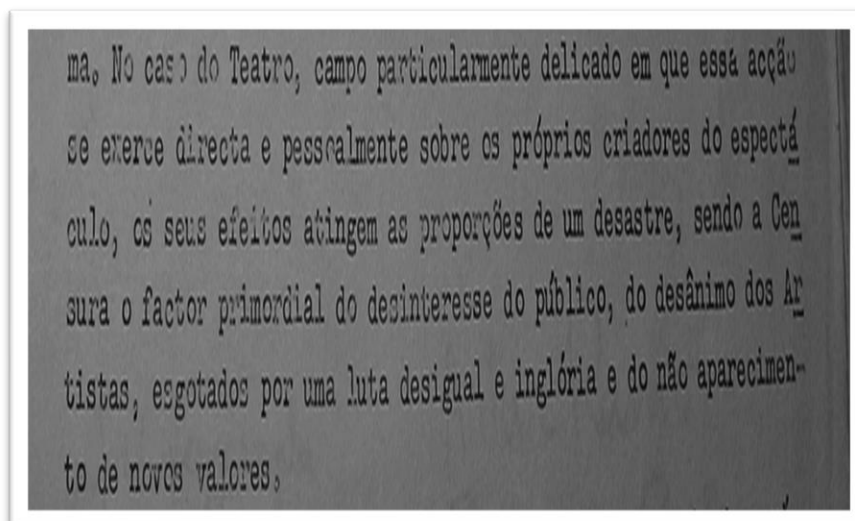 ma. No caso do Teatro, campo particularmente delicado em que essa acção
se exerce directa e pessoalmente sobre os próprios criadores do espectá
culo, os seus efeitos atingem as proporções de um desastre, sendo a Cen
sura o factor primordial do desinteresse do público, do desânimo dos Ar
tistas, esgotados por uma luta desigual e inglória e do não aparecimen-
to de novos valores.